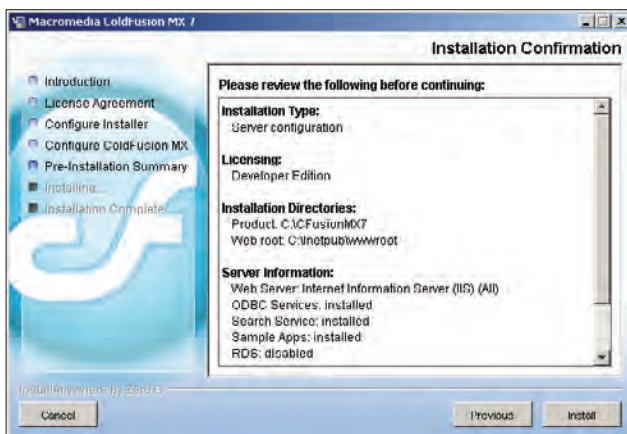 Macromedia ColdFusion MX 7
Installation Confirmation
Introduction
License Agreement
Configure Installer
Configure ColdFusion MX
Pre-Installation Summary
Installing...
Installation Complete
Please review the following before continuing:
Installation Type:
Server configuration
Licensing:
Developer Edition
Installation Directories:
Product: C:\CFusionMX7
Web root: C:\Inetpub\wwwroot
Server Information:
Web Server: Internet Information Server (IIS) (All)
ODBC Services: installed
Search Service: installed
Sample Apps: installed
RDS: disabled
InstallAnywhere by Zero G
Cancel
Previous
Install